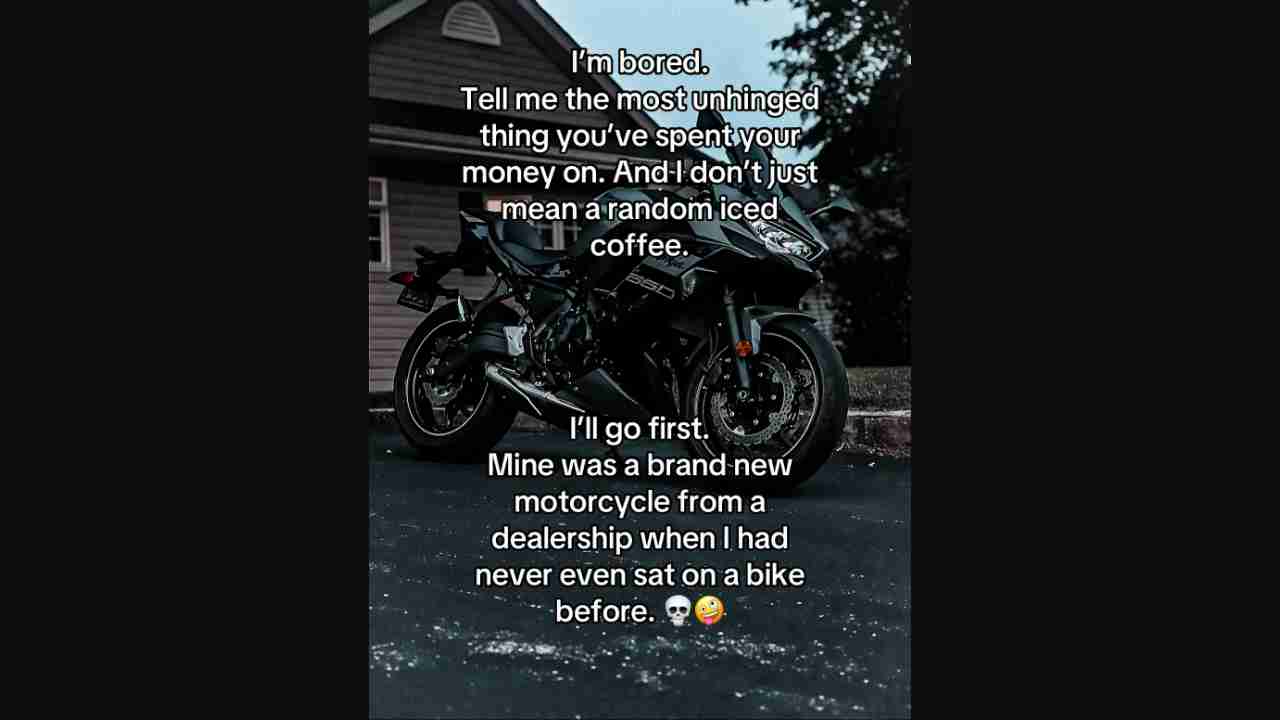 I’m bored.
Tell me the most unhinged
thing you’ve spent your
money on. And I don’t just
mean a random iced
coffee.
650
I’ll go first.
Mine was a brand new
motorcycle from a
dealership when I had
never even sat on a bike
before. 💀🤪